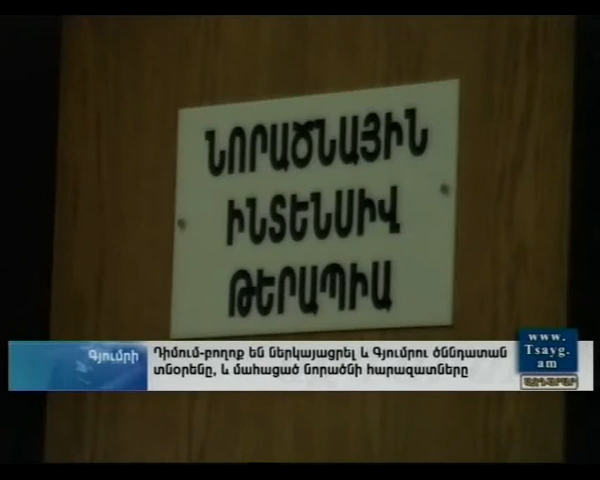 ՆՈՐԱԾՆԱՅԻՆ
ԻՆՏԵՆՍԻՎ
ԹԵՐԱՊԻԱ
Գյումրի
Դիմում-բողոք են ներկայացրել և Գյումրու ծննդատան
տնօրենը, և մահացած նորածնի հարազատները
www.
Tsayg.
am
ԱԶԴԱՐԱՐ